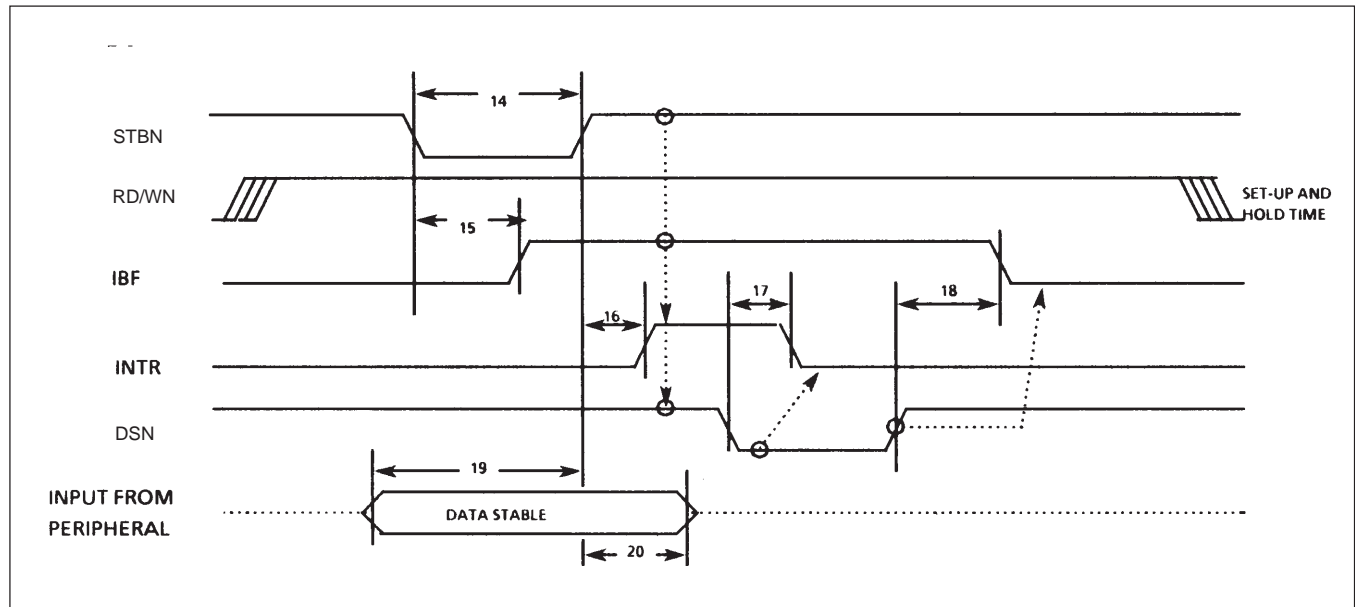 14
STBN
RD/WN
SET-UP AND
HOLD TIME
15
IBF
17
18
16
INTR
DSN
19
INPUT FROM
PERIPHERAL
DATA STABLE
20